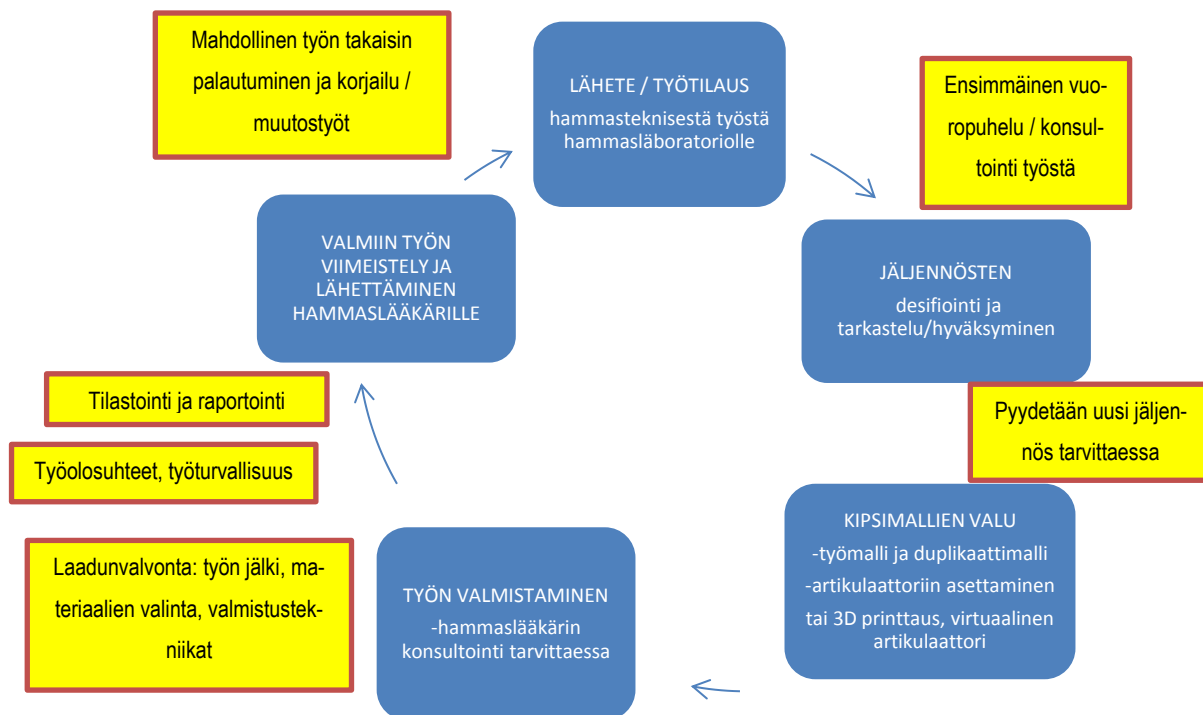 Mahdollinen työn takaisin
palautuminen ja korjailu /
muutostyöt
LÄHETE / TYÖTILAUS
hammasteknisestä työstä
hammasläboratoriolle
Ensimmäinen vuo-
ropuhelu / konsul-
tointi työstä
VALMIIN TYÖN
VIIMEISTELY JA
LÄHETTÄMINEN
HAMMASLÄÄKÄRILLE
JÄLJENNÖSTEN
desifiointi ja
tarkastelu/hyväksyminen
Tilastointi ja raportointi
Pyydetään uusi jäljen-
nös tarvittaessa
Työolosuhteet, työturvallisuus
KIPSIMALLIEN VALU
-työmalli ja duplikaattimalli
-artikulaattoriin asettaminen
tai 3D printtaus, virtuaalinen
artikulaattori
Laadunvalvonta: työn jälki, ma-
teriaalien valinta, valmistustek-
niikat
TYÖN VALMISTAMINEN
-hammaslääkärin
konsultointi tarvittaessa